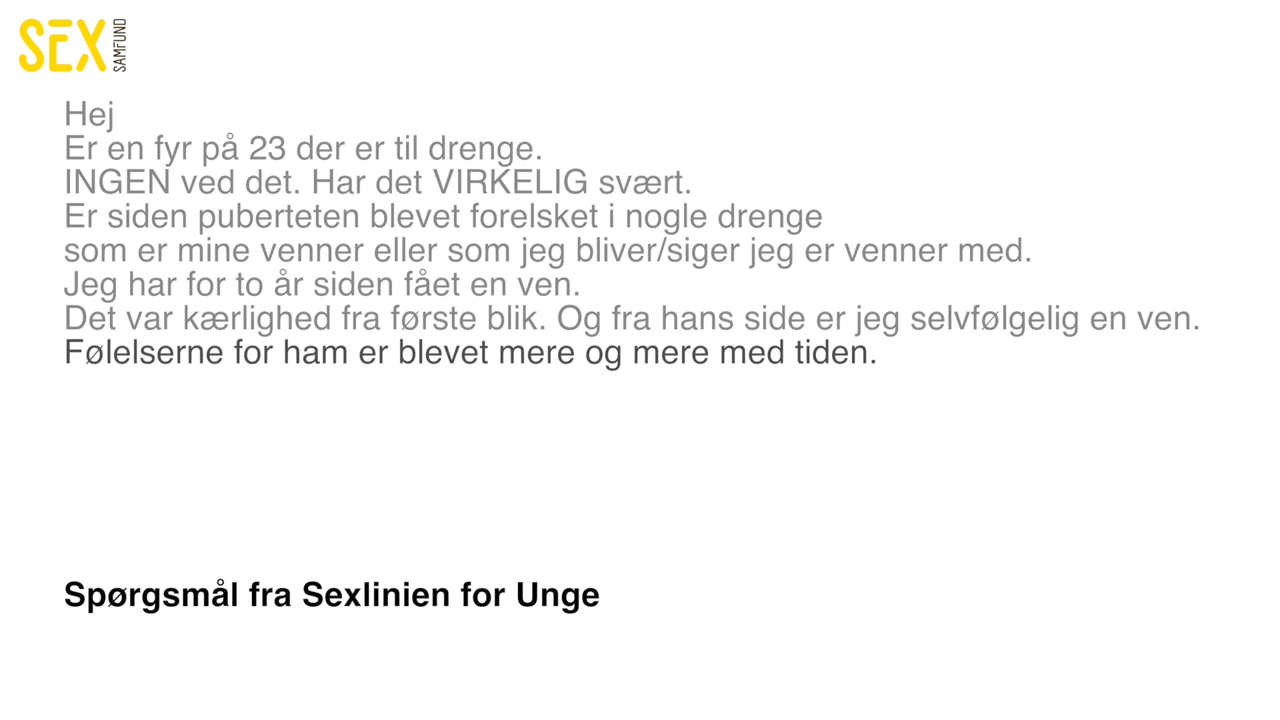 SEX
SAMFUND
Hej
Er en fyr på 23 der er til drenge.
INGEN ved det. Har det VIRKELIG svært.
Er siden puberteten blevet forelsket i nogle drenge
som er mine venner eller som jeg bliver/siger jeg er venner med.
Jeg har for to år siden fået en ven.
Det var kærlighed fra første blik. Og fra hans side er jeg selvfølgelig en ven.
Følelserne for ham er blevet mere og mere med tiden.
Spørgsmål fra Sexlinien for Unge